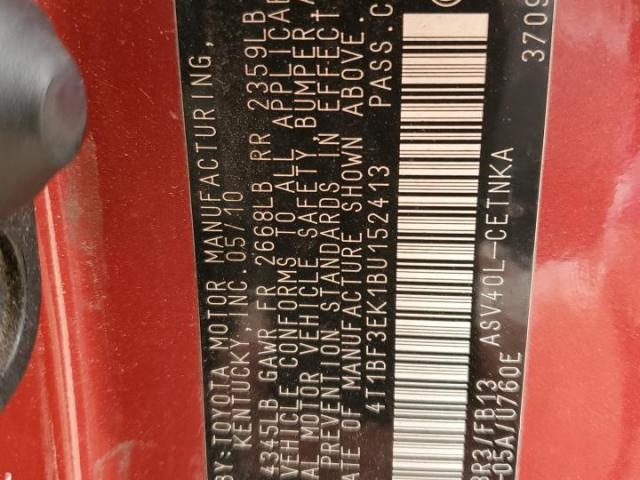 BY:TOYOTA MOTOR MANUFACTURING,
KENTUCKY, INC. 05/10
4345LB GAWR FR 2668LB RR 2359LB
VEHICLE CONFORMS TO ALL APPLICAB
AL MOTOR VEHICLE SAFETY, BUMPER,
PREVENTION STANDARDS IN EFFECT
ATE OF MANUFACTURE SHOWN ABOVE.
4T1BF3EK1BU152413 PASS.C
3R3/FB13 ASV40L-CETNKA 3709
-05A/U760E